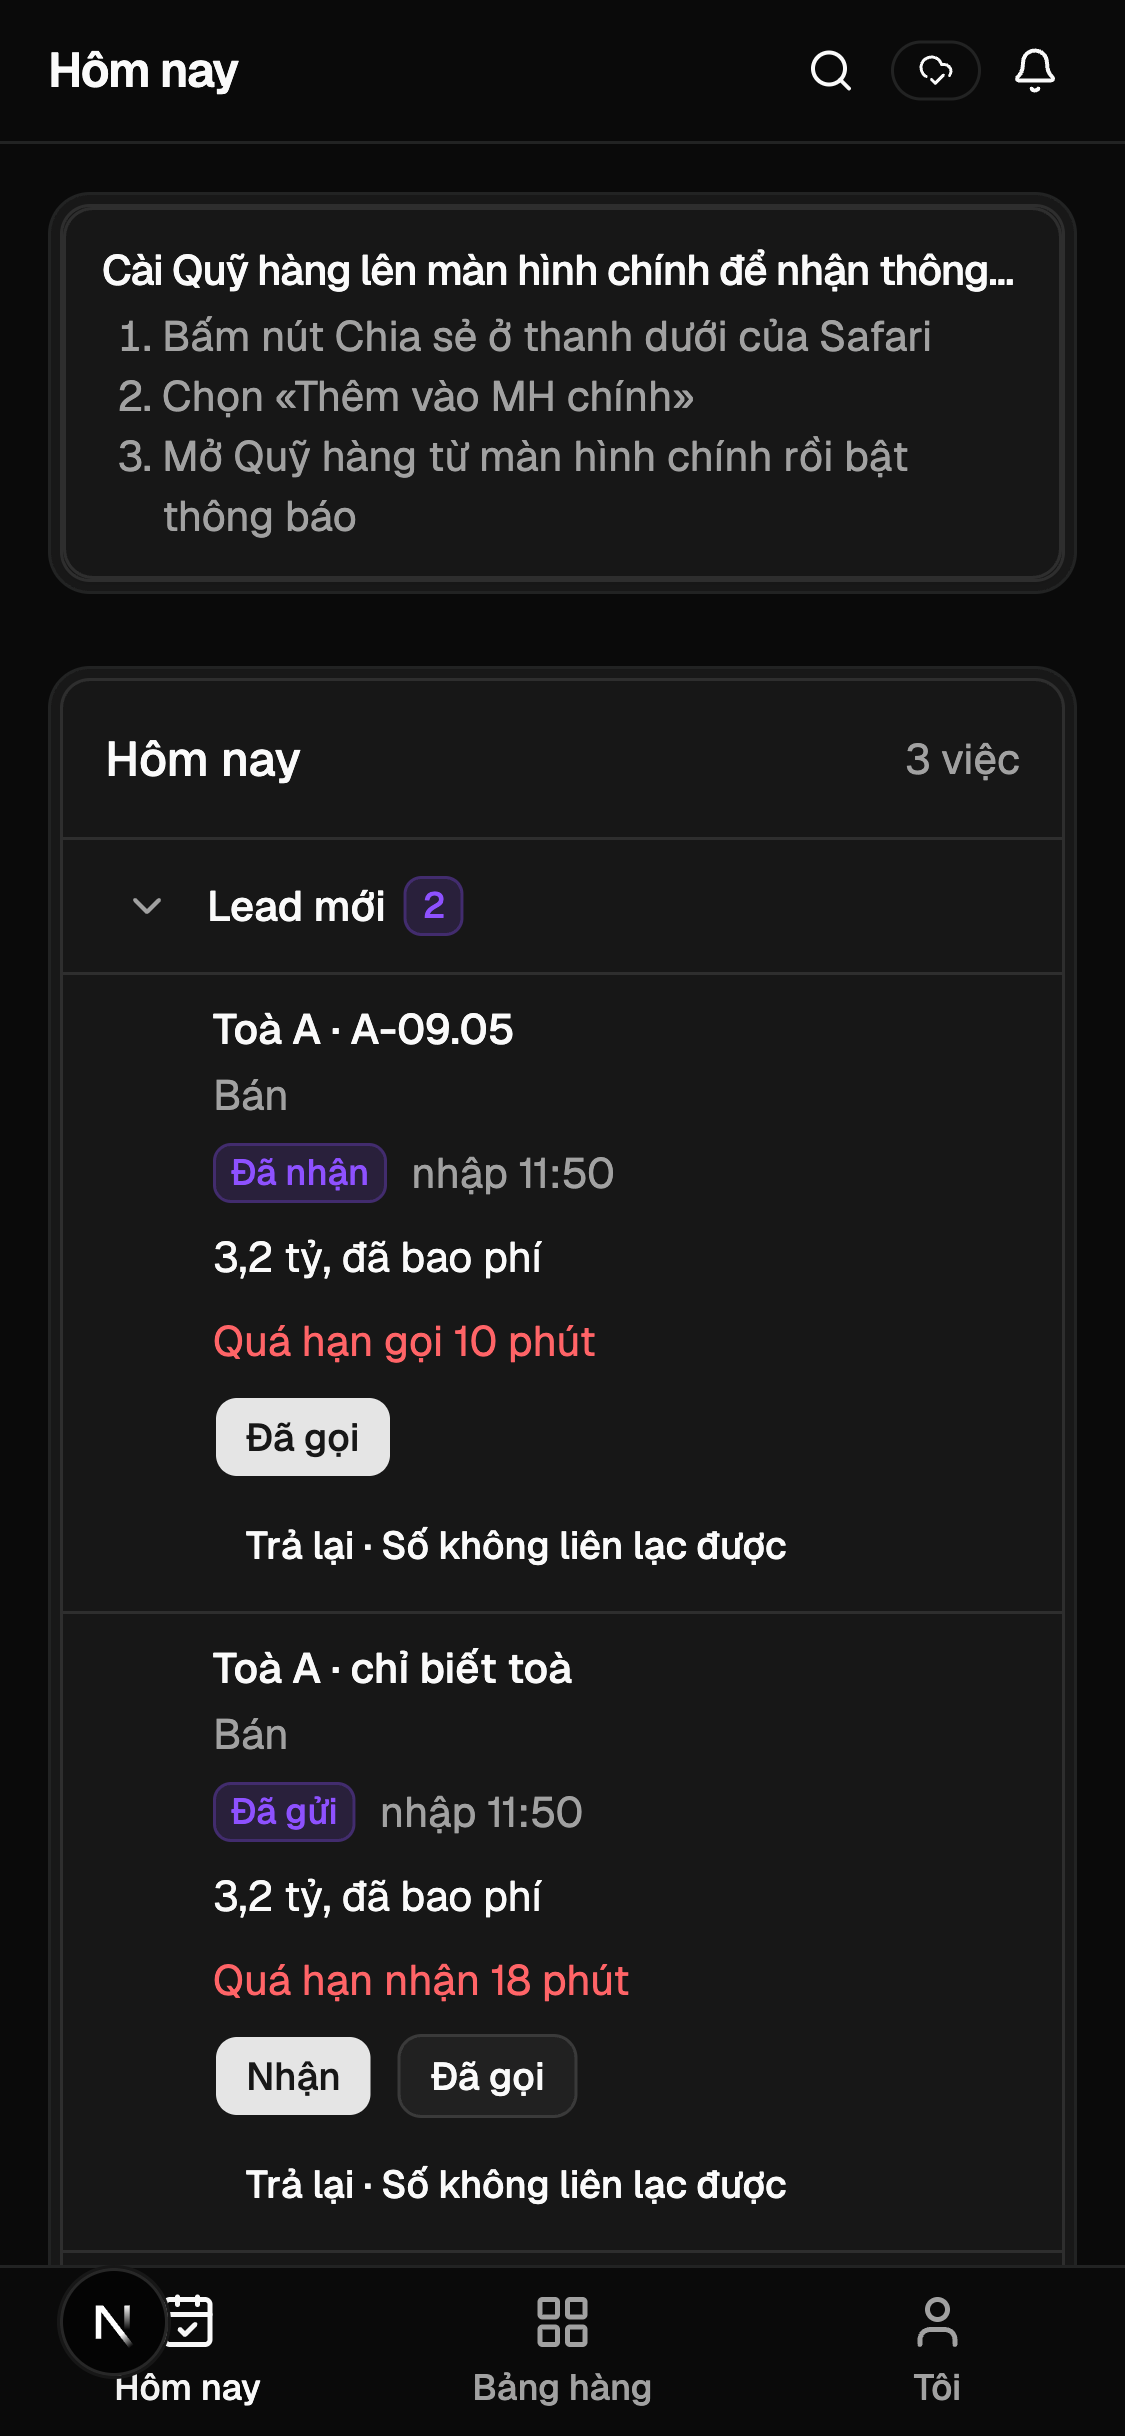 Hôm nay
Cài Quỹ hàng lên màn hình chính để nhận thông...
1. Bấm nút Chia sẻ ở thanh dưới của Safari
2. Chọn «Thêm vào MH chính»
3. Mở Quỹ hàng từ màn hình chính rồi bật
thông báo
Hôm nay
3 việc
Lead mới 2
Toà A · A-09.05
Bán
Đã nhận nhập 11:50
3,2 tỷ, đã bao phí
Quá hạn gọi 10 phút
Đã gọi
Trả lại · Số không liên lạc được
Toà A · chỉ biết toà
Bán
Đã gửi nhập 11:50
3,2 tỷ, đã bao phí
Quá hạn nhận 18 phút
Nhận Đã gọi
Trả lại · Số không liên lạc được
N
Hôm nay Bảng hàng Tôi